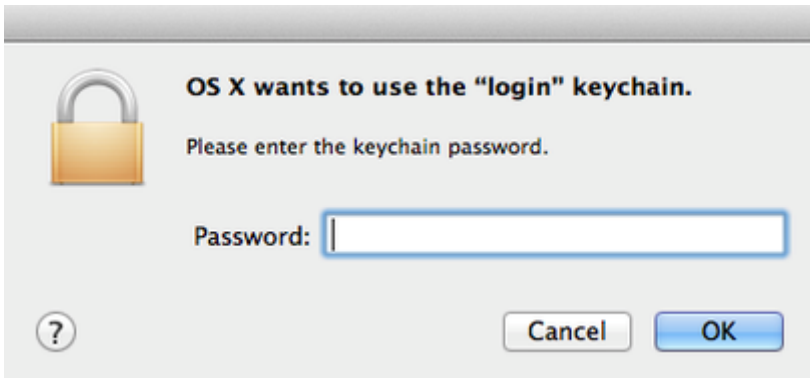 OS X wants to use the “login” keychain.
Please enter the keychain password.
Password:
?
Cancel
OK